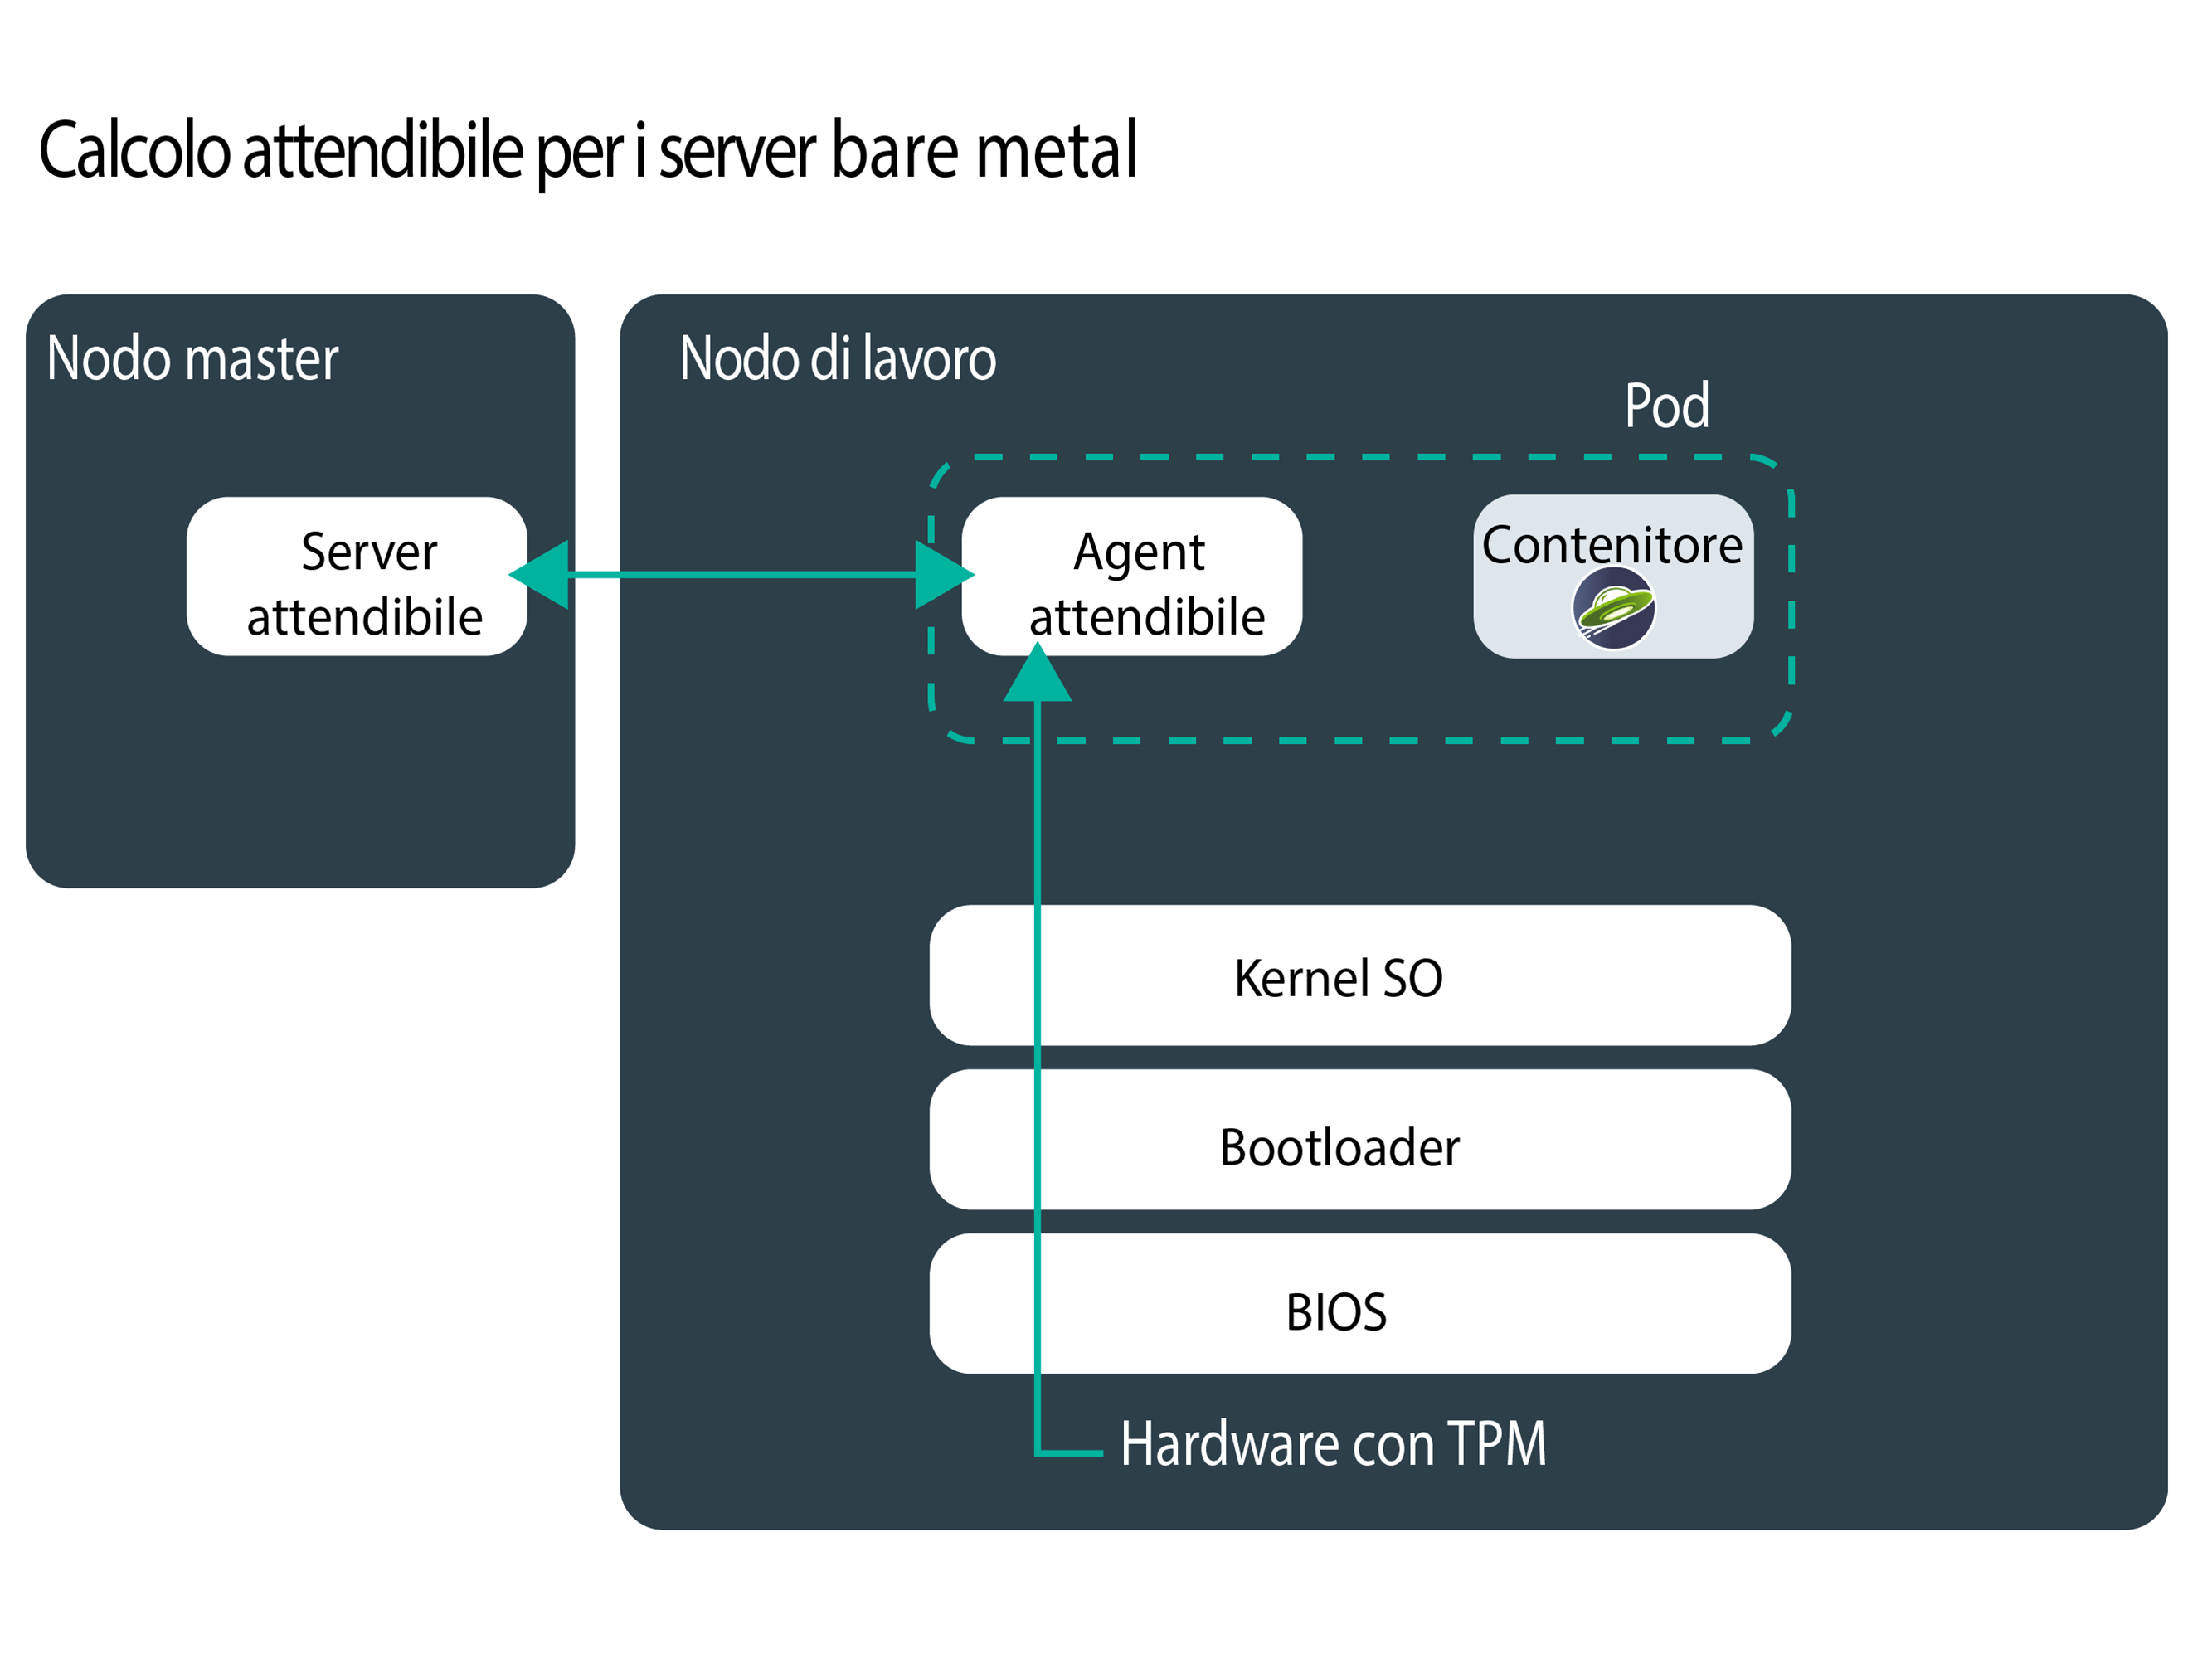 Calcolo attendibile per i server bare metal
Nodo master
Server
attendibile
Nodo di lavoro
Pod
Agent
attendibile
Contenitore
Kernel SO
Bootloader
BIOS
Hardware con TPM